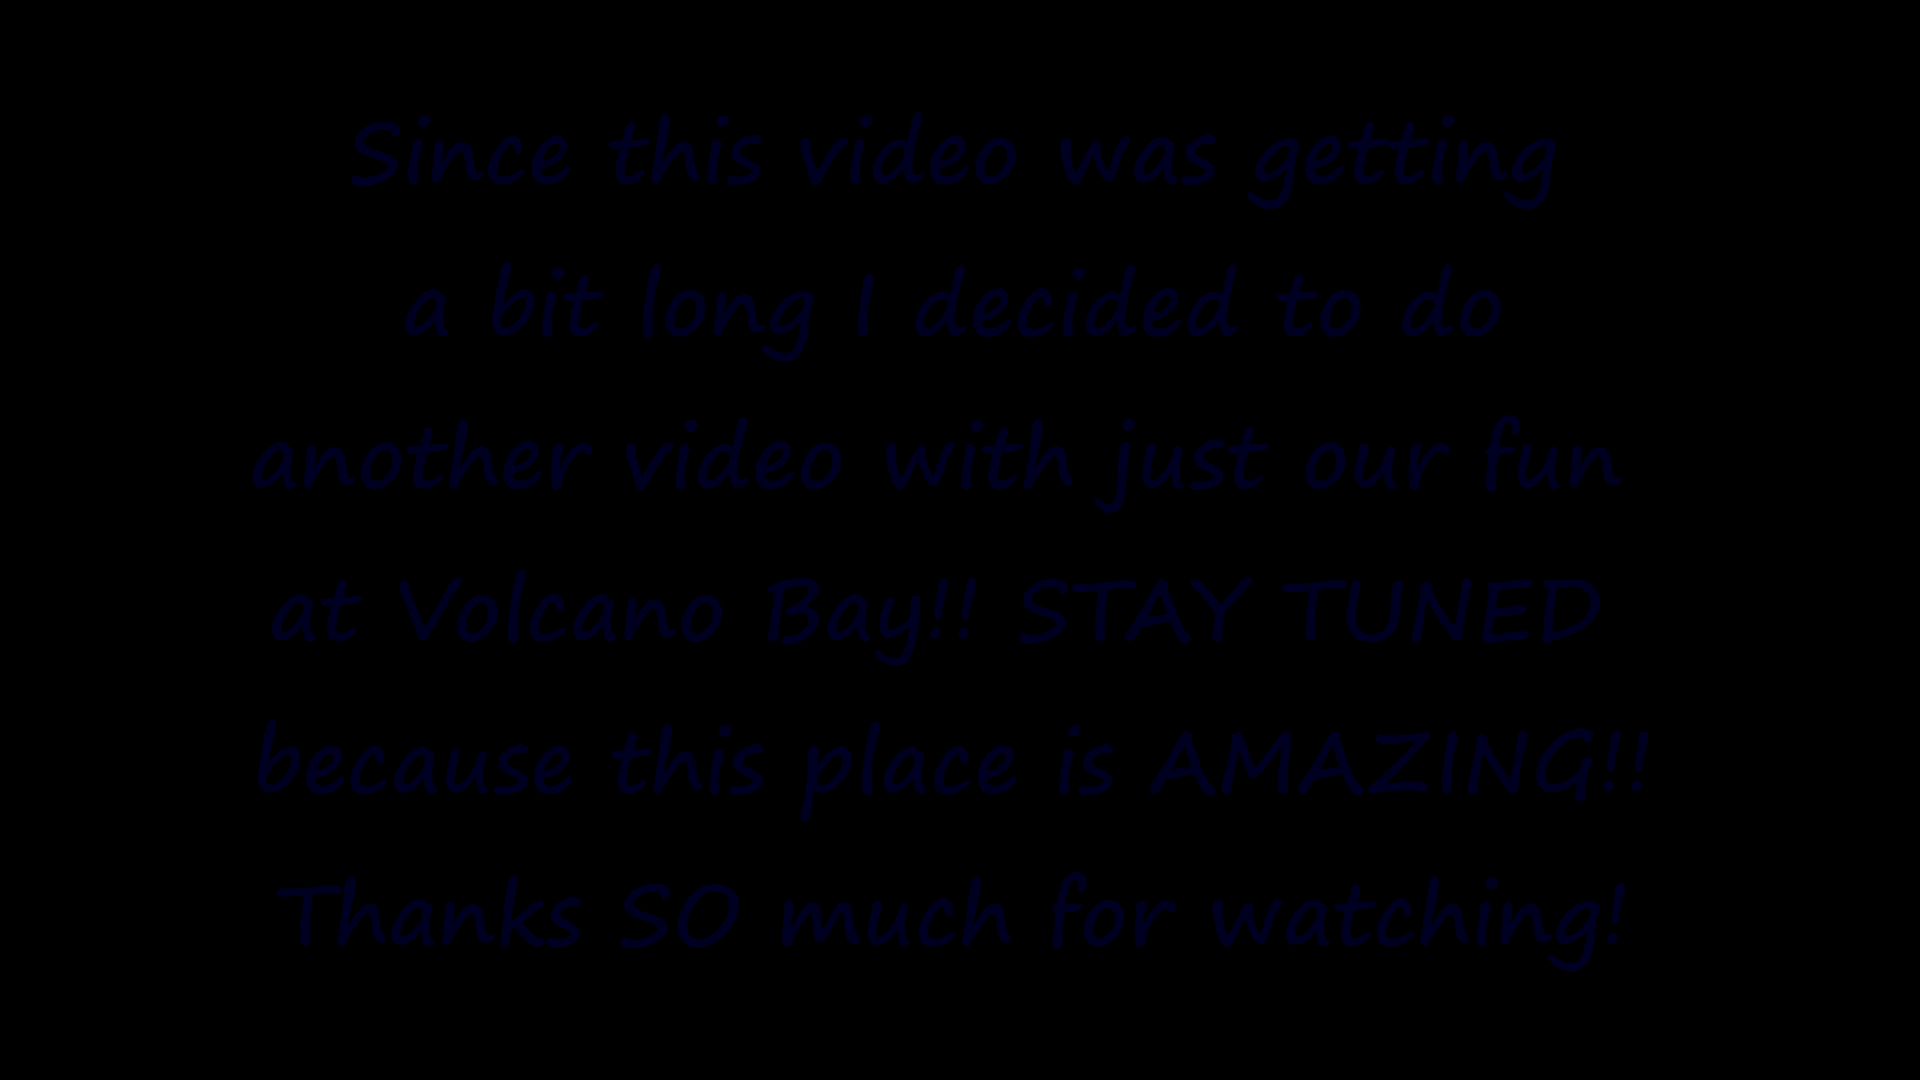 Since this video was getting
a bit long I decided to do
another video with just our fun
at Volcano Bay!! STAY TUNED
because this place is AMAZING!!
Thanks SO much for watching!